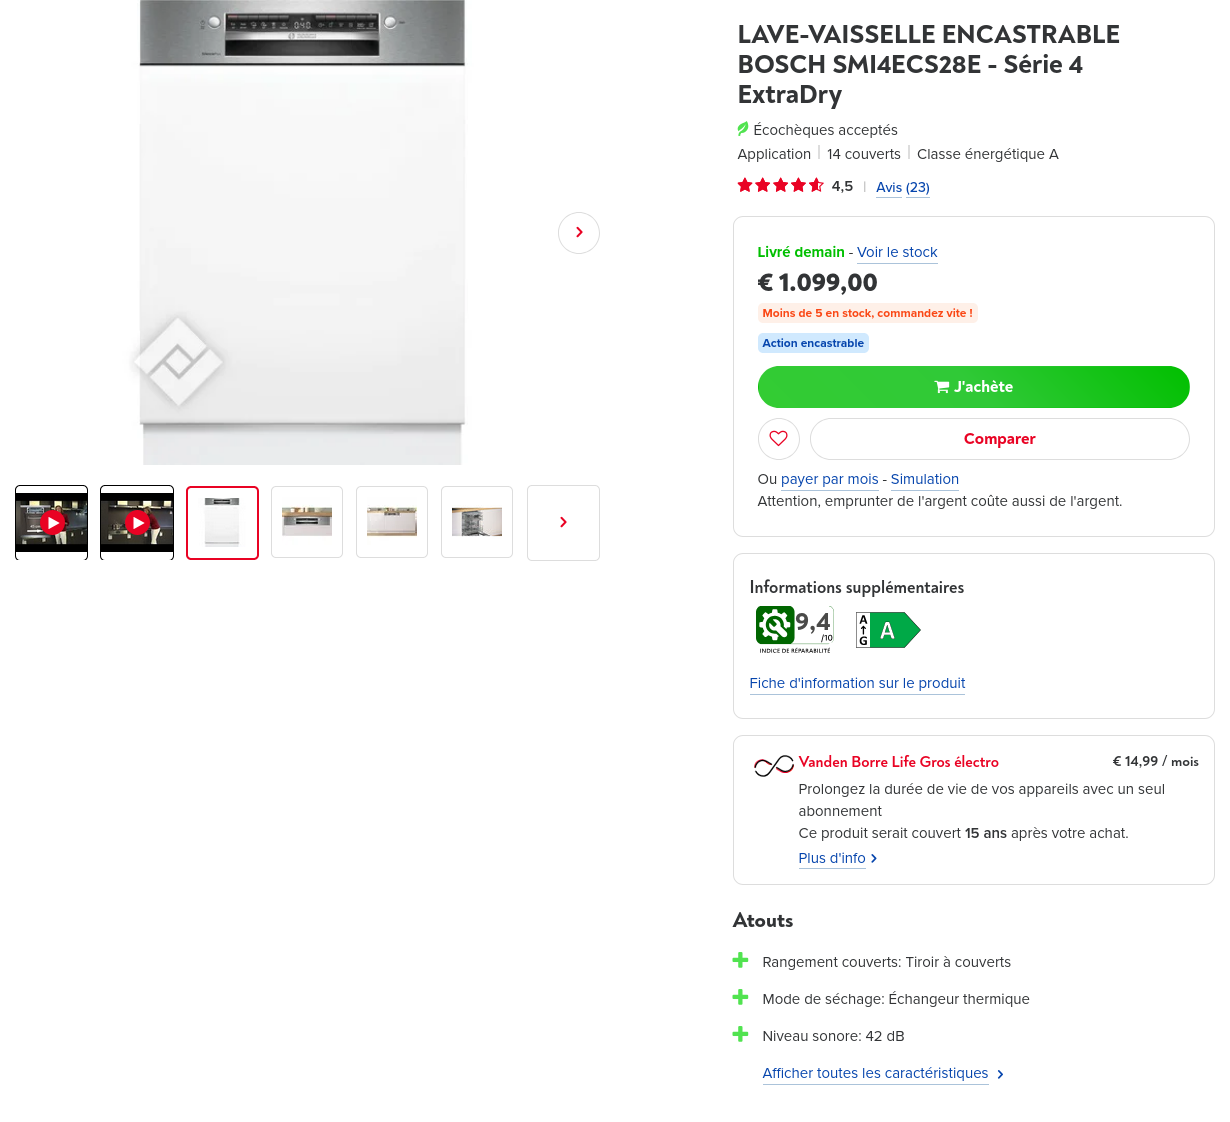 LAVE-VAISSELLE ENCASTRABLE
BOSCH SMI4ECS28E - Série 4
ExtraDry
Écochèques acceptés
Application | 14 couverts | Classe énergétique A
4,5 | Avis (23)
Livré demain - Voir le stock
€ 1.099,00
Moins de 5 en stock, commandez vite !
Action encastrable
J'achète
Comparer
Ou payer par mois - Simulation
Attention, emprunter de l'argent coûte aussi de l'argent.
Informations supplémentaires
9,4 /10
INDICE DE RÉPARABILITÉ
A
G
A
Fiche d'information sur le produit
Vanden Borre Life Gros électro
€ 14,99 / mois
Prolongez la durée de vie de vos appareils avec un seul
abonnement
Ce produit serait couvert 15 ans après votre achat.
Plus d'info
Atouts
Rangement couverts: Tiroir à couverts
Mode de séchage: Échangeur thermique
Niveau sonore: 42 dB
Afficher toutes les caractéristiques